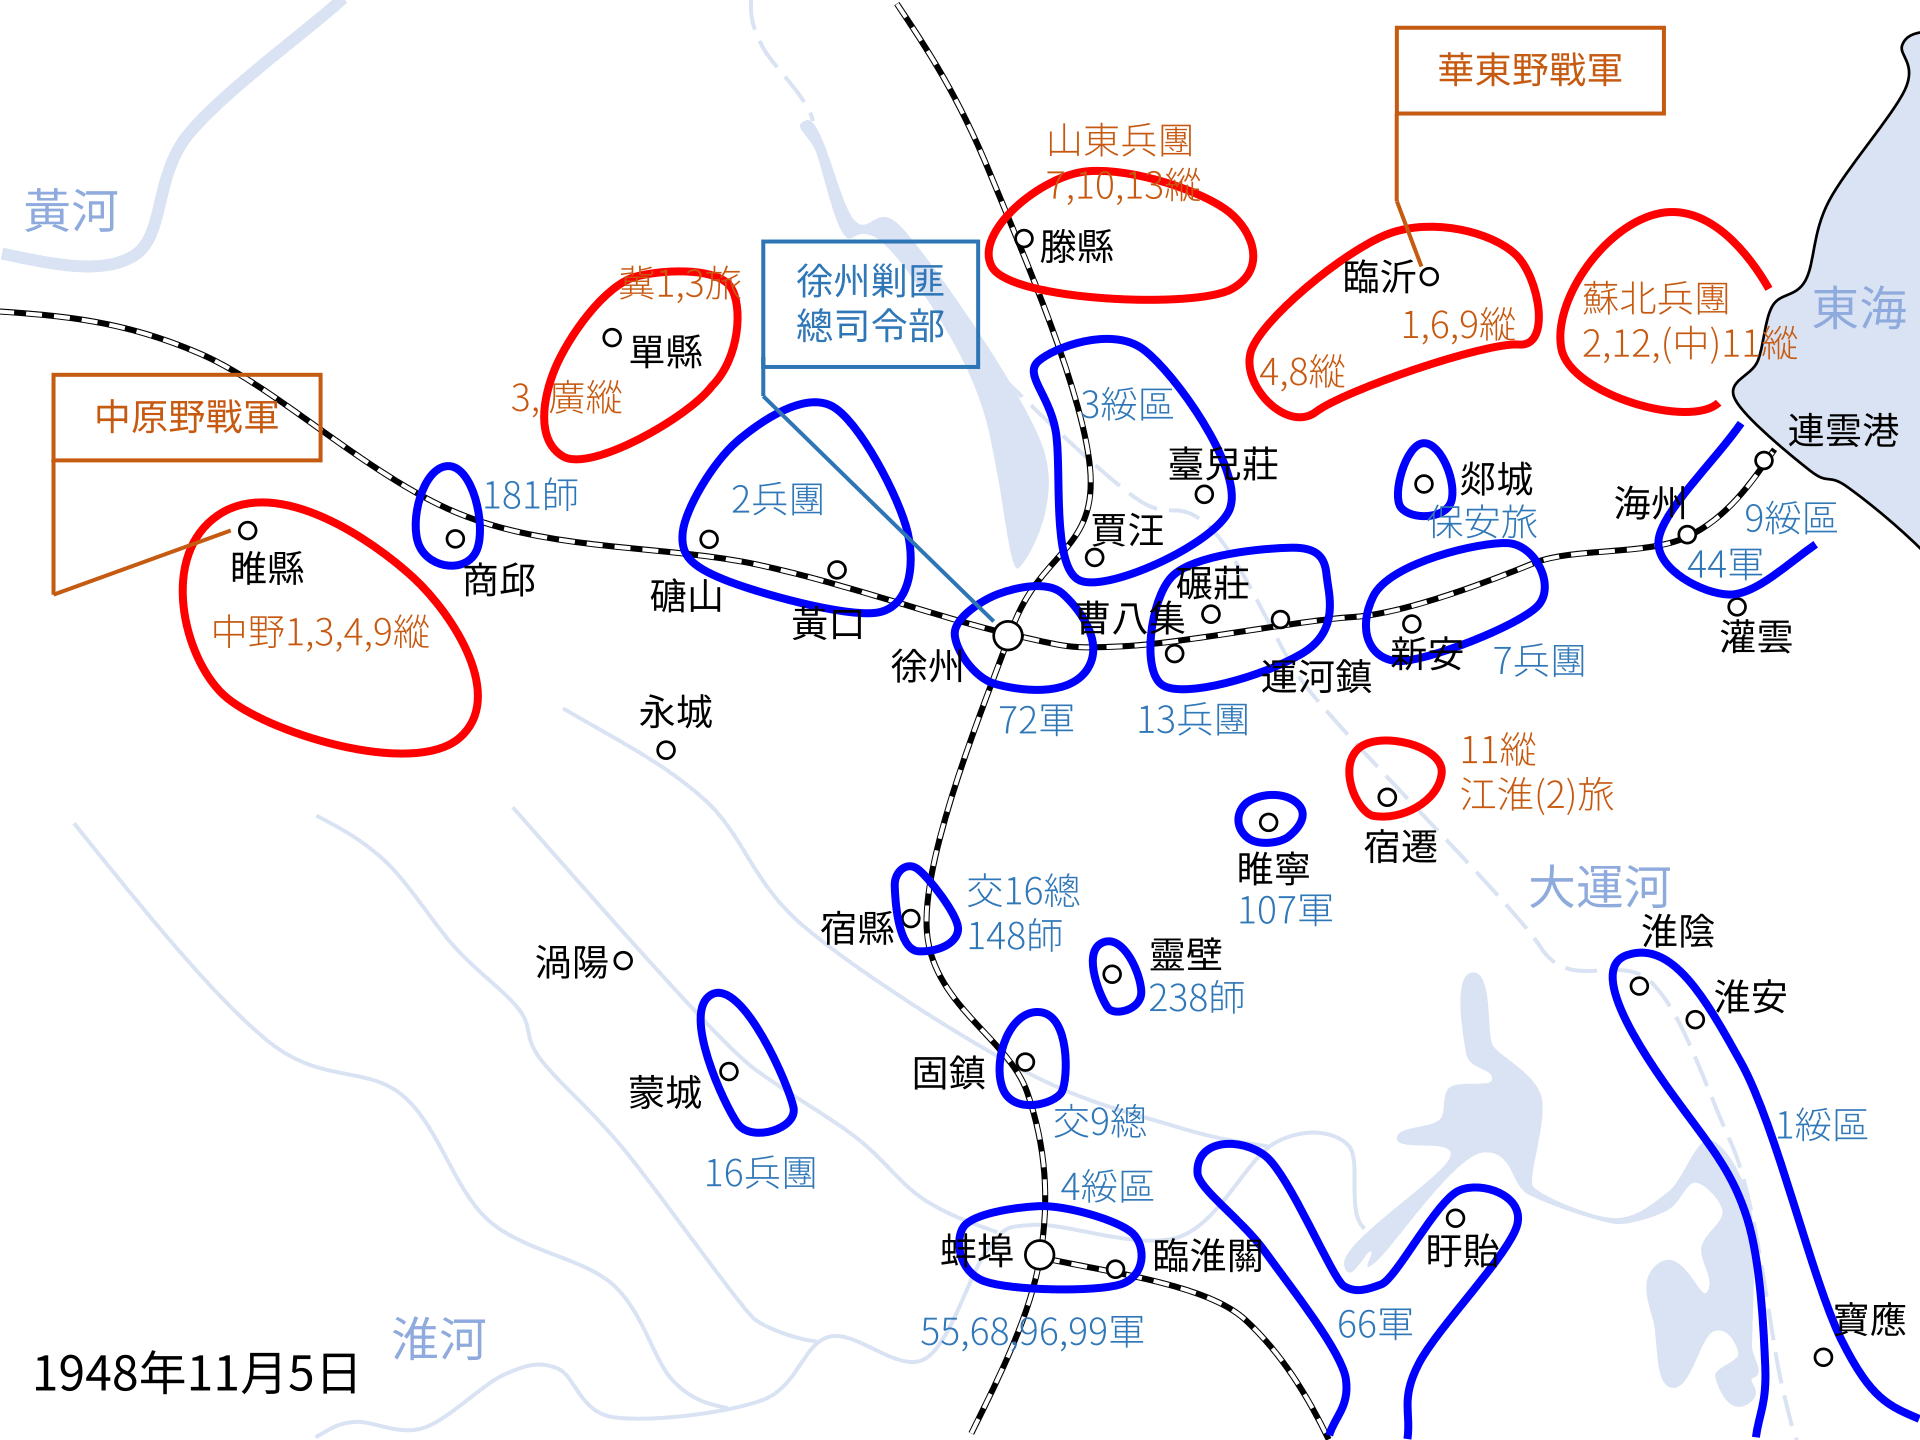 華東野戰軍
山東兵團
7,10,13縱
黃河
滕縣
徐州剿匪
總司令部
冀1,3旅
單縣
3,廣縱
臨沂
1,6,9縱
4,8縱
蘇北兵團
2,12,(中)11縱
東海
中原野戰軍
3綏區
臺兒莊
賈汪
連雲港
郯城
保安旅
海州
9綏區
44軍
灌雲
181師
商邱
2兵團
碭山
黃口
睢縣
中野1,3,4,9縱
徐州
72軍
曹八集
碾莊
運河鎮
13兵團
新安
7兵團
永城
11縱
江淮(2)旅
宿遷
睢寧
107軍
大運河
宿縣
交16總
148師
渦陽
靈壁
238師
淮陰
淮安
蒙城
16兵團
固鎮
交9總
1綏區
4綏區
蚌埠
臨淮關
55,68,96,99軍
盱眙
66軍
寶應
淮河
1948年11月5日